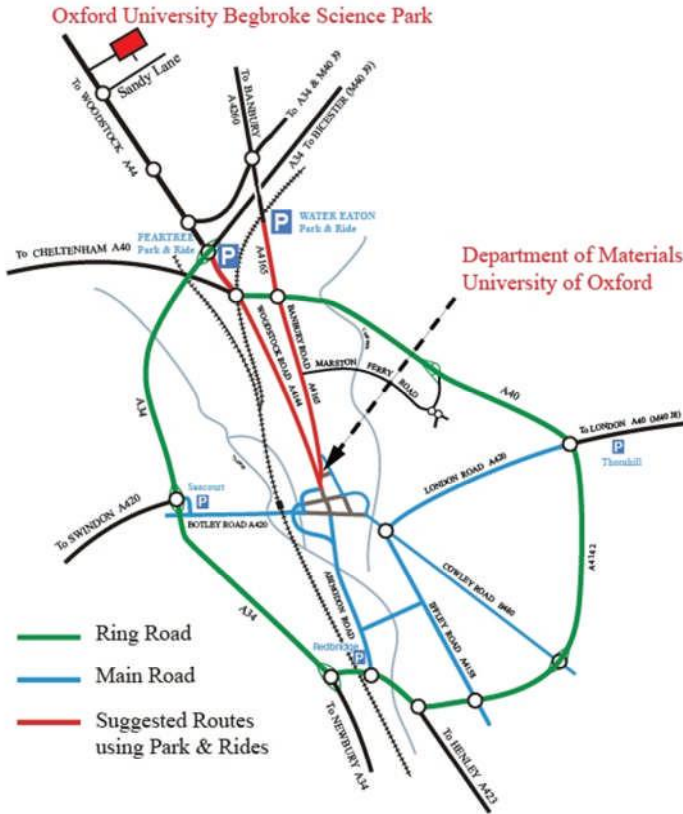 Oxford University Begbroke Science Park
Sandy Lane
To WOODSTOCK A44
To BANBURY
A4260
To A34 & M40 J9
A34 To BICESTER (M40 J9)
P
WATER EATON
Park & Ride
PEARTREE
Park & Ride
P
To CHELTENHAM A40
A4165
Department of Materials
University of Oxford
WOODSTOCK ROAD A4144
BANBURY ROAD A4165
MARSTON FERRY ROAD
A40
A34
To LONDON A40 (M40 J8)
P
Thornhill
LONDON ROAD A420
Seacourt
P
To SWINDON A420
BOTLEY ROAD A420
A4142
COWLEY ROAD B480
ABINGDON ROAD
IFFLEY ROAD A4158
A34
Redbridge
P
Ring Road
Main Road
Suggested Routes
using Park & Rides
To NEWBURY A34
To HENLEY A423